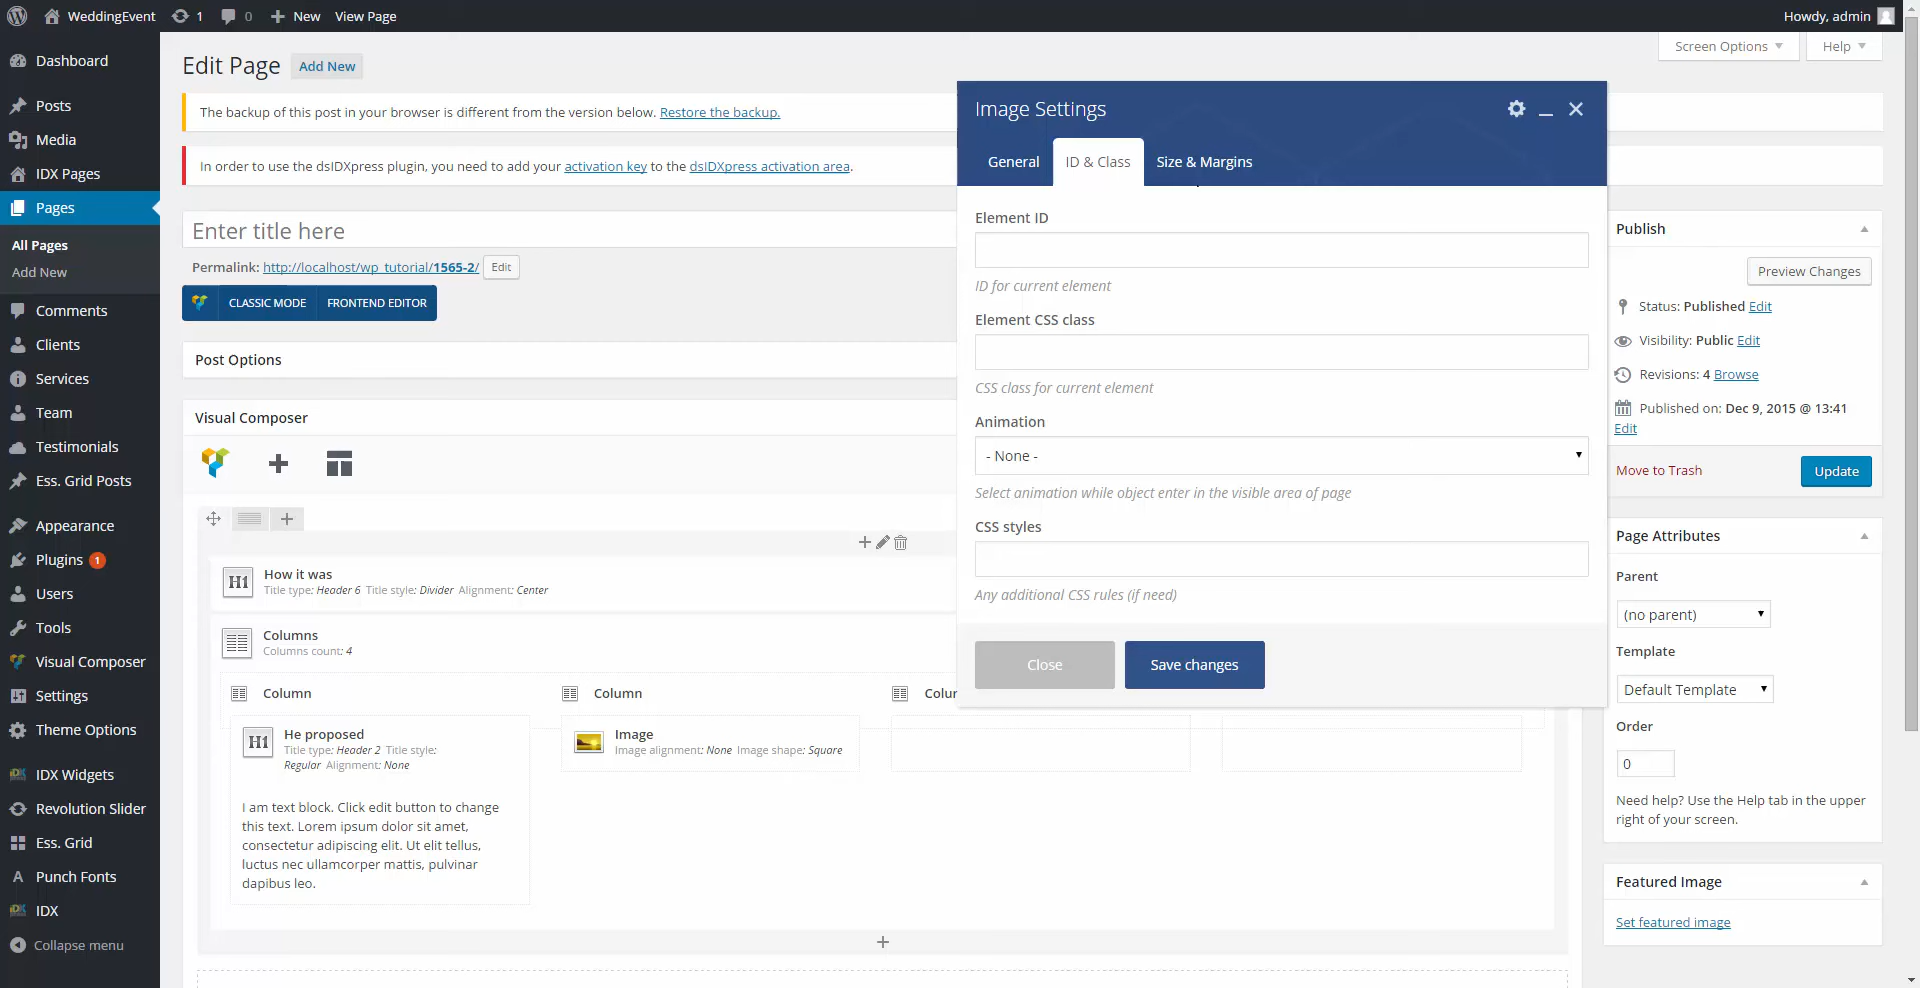 WeddingEvent
1
0
New
View Page
Howdy, admin
Dashboard
Posts
Media
IDX Pages
Pages
All Pages
Add New
Comments
Clients
Services
Team
Testimonials
Ess. Grid Posts
Appearance
Plugins 1
Users
Tools
Visual Composer
Settings
Theme Options
IDX Widgets
Revolution Slider
Ess. Grid
Punch Fonts
IDX
Collapse menu
Screen Options
Help
Edit Page
Add New
The backup of this post in your browser is different from the version below. Restore the backup.
In order to use the dsIDXpress plugin, you need to add your activation key to the dsIDXpress activation area.
Enter title here
Permalink: http://localhost/wp_tutorial/1565-2/
Edit
CLASSIC MODE
FRONTEND EDITOR
Post Options
Visual Composer
H1
How it was
Title type: Header 6 Title style: Divider Alignment: Center
Columns
Columns count: 4
Column
Column
H1
He proposed
Title type: Header 2 Title style:
Regular Alignment: None
I am text block. Click edit button to change
this text. Lorem ipsum dolor sit amet,
consectetur adipiscing elit. Ut elit tellus,
luctus nec ullamcorper mattis, pulvinar
dapibus leo.
Image
Image alignment: None Image shape: Square
Image Settings
General
ID & Class
Size & Margins
Element ID
ID for current element
Element CSS class
CSS class for current element
Animation
- None -
Select animation while object enter in the visible area of page
CSS styles
Any additional CSS rules (if need)
Close
Save changes
Publish
Preview Changes
Status: Published Edit
Visibility: Public Edit
Revisions: 4 Browse
Published on: Dec 9, 2015 @ 13:41
Edit
Move to Trash
Update
Page Attributes
Parent
(no parent)
Template
Default Template
Order
0
Need help? Use the Help tab in the upper
right of your screen.
Featured Image
Set featured image